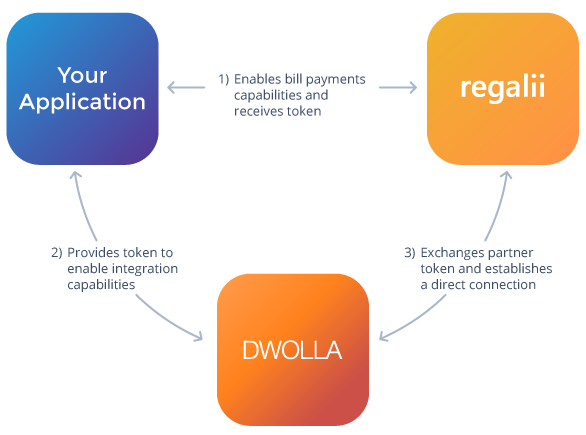 Your
Application
1) Enables bill payments
capabilities and
receives token
regalii
2) Provides token to
enable integration
capabilities
3) Exchanges partner
token and establishes
a direct connection
DWOLLA